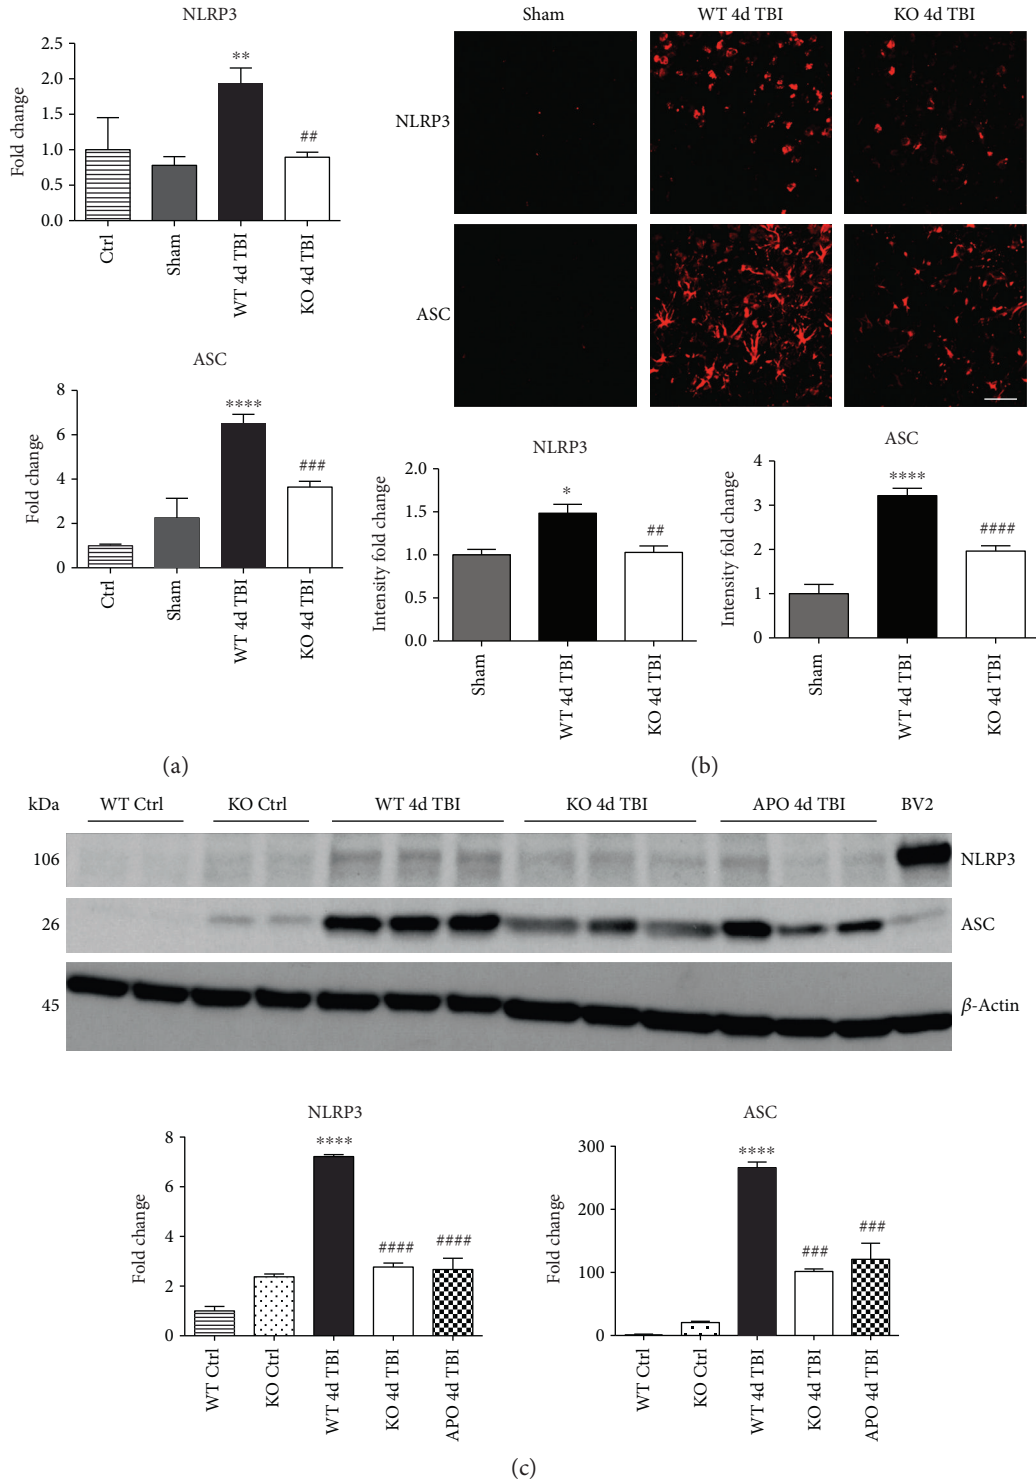 NLRP3
Fold change
2.5
2.0
1.5
1.0
0.5
0.0
**
##
Ctrl
Sham
WT 4d TBI
KO 4d TBI
ASC
Fold change
8
6
4
2
0
****
###
Ctrl
Sham
WT 4d TBI
KO 4d TBI
(a)
Sham WT 4d TBI KO 4d TBI
NLRP3
ASC
NLRP3
Intensity fold change
2.0
1.5
1.0
0.5
0.0
*
##
Sham
WT 4d TBI
KO 4d TBI
ASC
Intensity fold change
4
3
2
1
0
****
####
Sham
WT 4d TBI
KO 4d TBI
(b)
kDa WT Ctrl KO Ctrl WT 4d TBI KO 4d TBI APO 4d TBI BV2
106 NLRP3
26 ASC
45 β-Actin
NLRP3
Fold change
8
6
4
2
0
****
####
####
WT Ctrl
KO Ctrl
WT 4d TBI
KO 4d TBI
APO 4d TBI
ASC
Fold change
300
200
100
0
****
###
###
WT Ctrl
KO Ctrl
WT 4d TBI
KO 4d TBI
APO 4d TBI
(c)